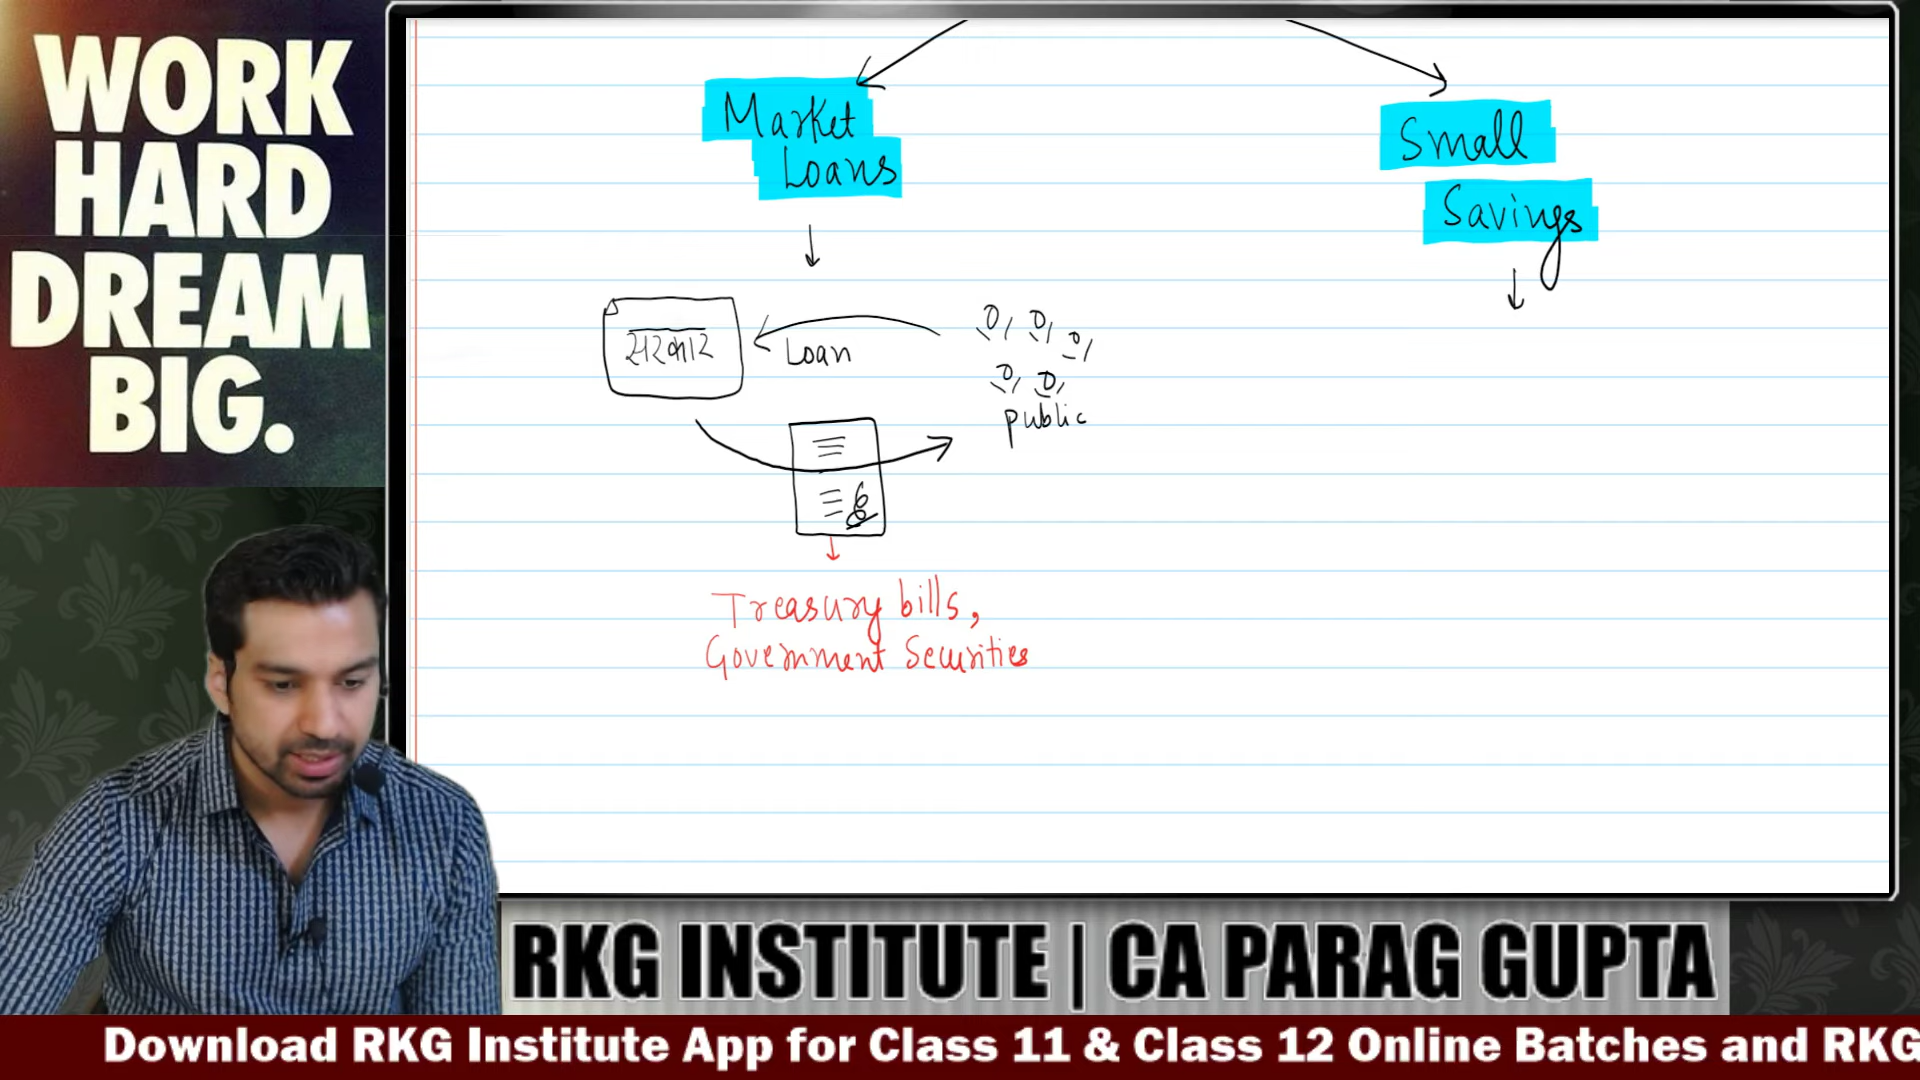 WORK
HARD
DREAM
BIG.
Market
Loans
Small
Savings
सरकार
Loan
public
Treasury bills,
Government Securities
RKG INSTITUTE | CA PARAG GUPTA
Download RKG Institute App for Class 11 & Class 12 Online Batches and RKG